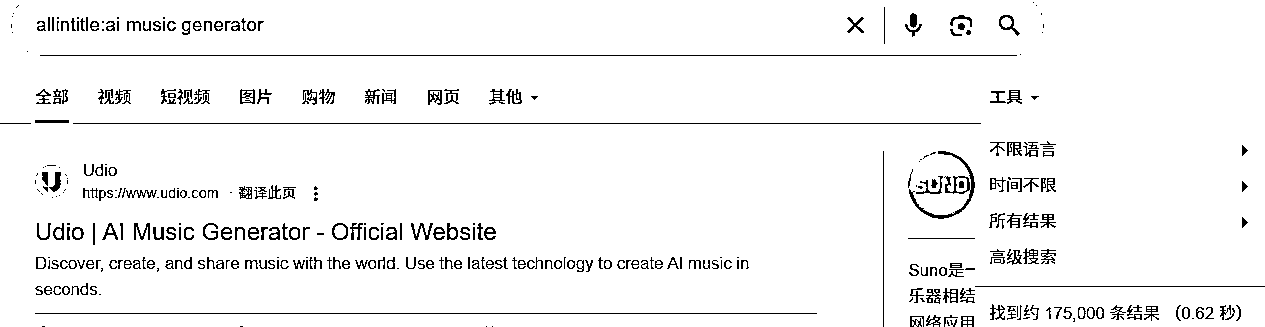 allintitle:ai music generator
全部 视频 短视频 图片 购物 新闻 网页 其他 工具
不限语言
时间不限
所有结果
高级搜索
找到约 175,000 条结果 （0.62 秒）
Udio
https://www.udio.com · 翻译此页
Udio | AI Music Generator - Official Website
Discover, create, and share music with the world. Use the latest technology to create AI music in
seconds.
SUNO
Suno是一
乐器相结
网络应用